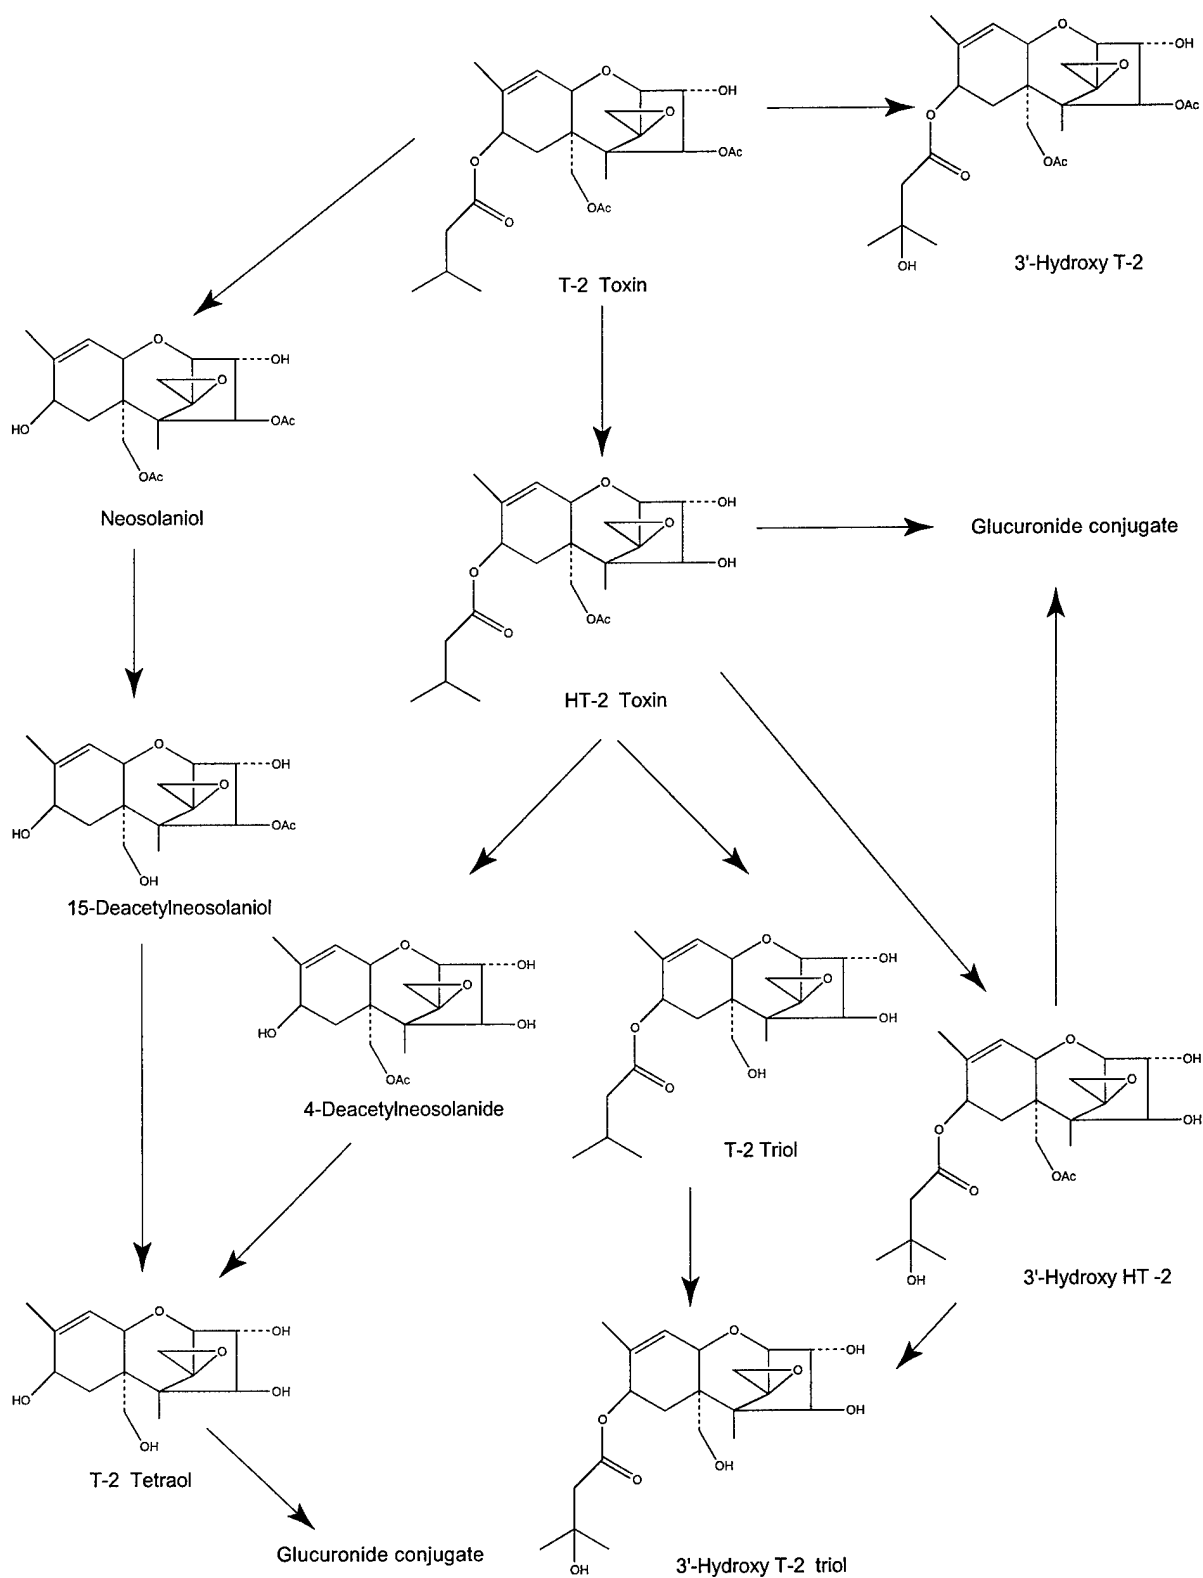 O
OH
O
O
OAc
O
OAc
OH
3'-Hydroxy T-2
O
OH
O
O
OAc
O
OAc
T-2 Toxin
O
OH
O
HO
OAc
OAc
Neosolaniol
O
OH
O
O
OH
O
OAc
HT-2 Toxin
Glucuronide conjugate
O
OH
O
HO
OAc
OH
15-Deacetylneosolaniol
O
OH
O
HO
OH
OAc
4-Deacetylneosolanide
O
OH
O
O
OH
O
OH
T-2 Triol
O
OH
O
O
OH
O
OAc
OH
3'-Hydroxy HT -2
O
OH
O
HO
OH
OH
T-2 Tetraol
Glucuronide conjugate
O
OH
O
O
OH
O
OH
OH
3'-Hydroxy T-2 triol